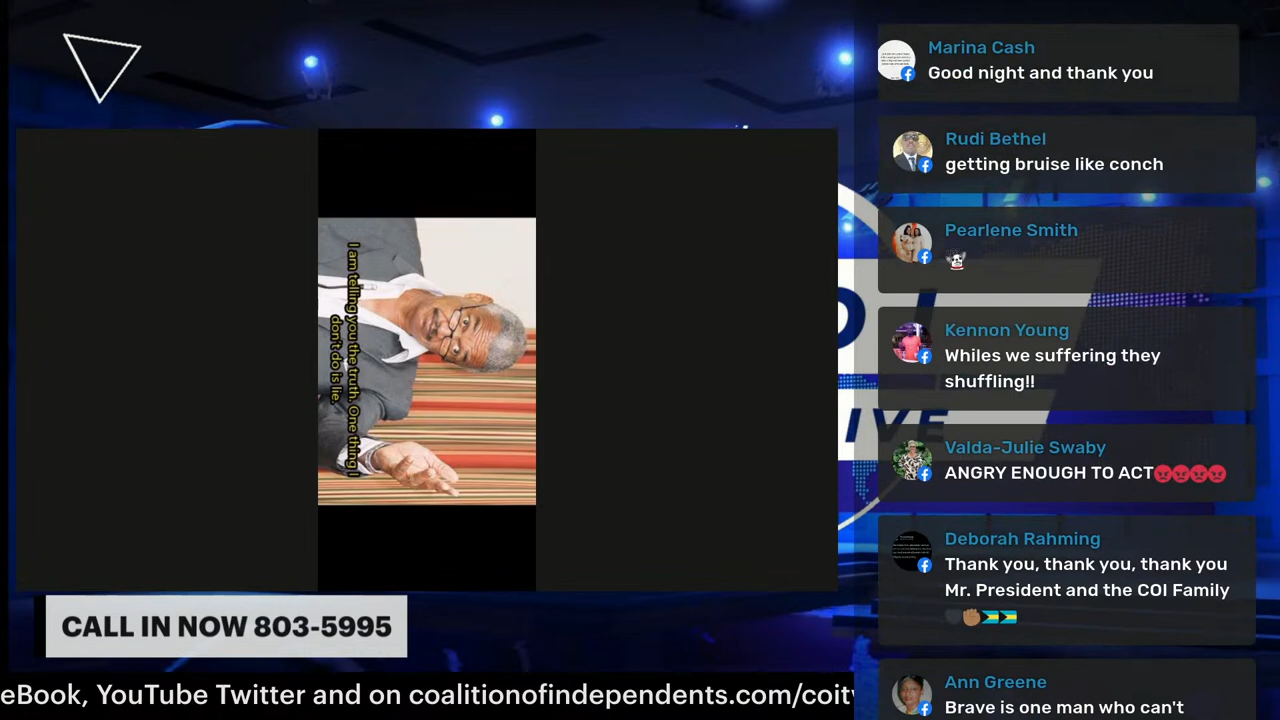 Marina Cash
Good night and thank you
Rudi Bethel
getting bruise like conch
Pearlene Smith
Kennon Young
Whiles we suffering they
shuffling!!
Valda-Julie Swaby
ANGRY ENOUGH TO ACT😡😡😡😡
Deborah Rahming
Thank you, thank you, thank you
Mr. President and the COI Family
🖤✊🏾🇧🇸🇧🇸
Ann Greene
Brave is one man who can't
I am telling you the truth. One thing I
don't do is lie.
IVE
CALL IN NOW 803-5995
eBook, YouTube Twitter and on coalitionofindependents.com/coitv